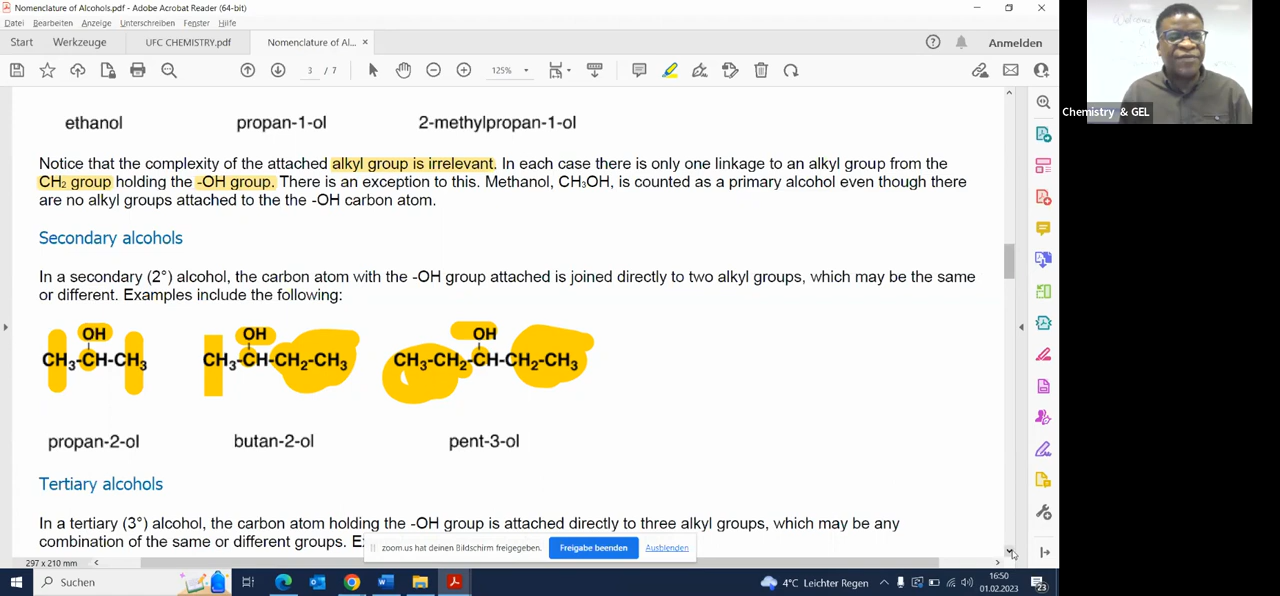 Nomenclature of Alcohols.pdf - Adobe Acrobat Reader (64-bit)
Datei Bearbeiten Anzeige Unterschreiben Fenster Hilfe
Start Werkzeuge UFC CHEMISTRY.pdf Nomenclature of Al... × Anmelden
3 / 7 125%
Chemistry & GEL
ethanol propan-1-ol 2-methylpropan-1-ol
Notice that the complexity of the attached alkyl group is irrelevant. In each case there is only one linkage to an alkyl group from the
CH₂ group holding the -OH group. There is an exception to this. Methanol, CH₃OH, is counted as a primary alcohol even though there
are no alkyl groups attached to the the -OH carbon atom.
Secondary alcohols
In a secondary (2°) alcohol, the carbon atom with the -OH group attached is joined directly to two alkyl groups, which may be the same
or different. Examples include the following:
OH OH OH
CH₃-CH-CH₃ CH₃-CH-CH₂-CH₃ CH₃-CH₂-CH-CH₂-CH₃
propan-2-ol butan-2-ol pent-3-ol
Tertiary alcohols
In a tertiary (3°) alcohol, the carbon atom holding the -OH group is attached directly to three alkyl groups, which may be any
combination of the same or different groups. E
zoom.us hat deinen Bildschirm freigegeben. Freigabe beenden Ausblenden
297 x 210 mm
Suchen 4°C Leichter Regen 16:50
01.02.2023 23